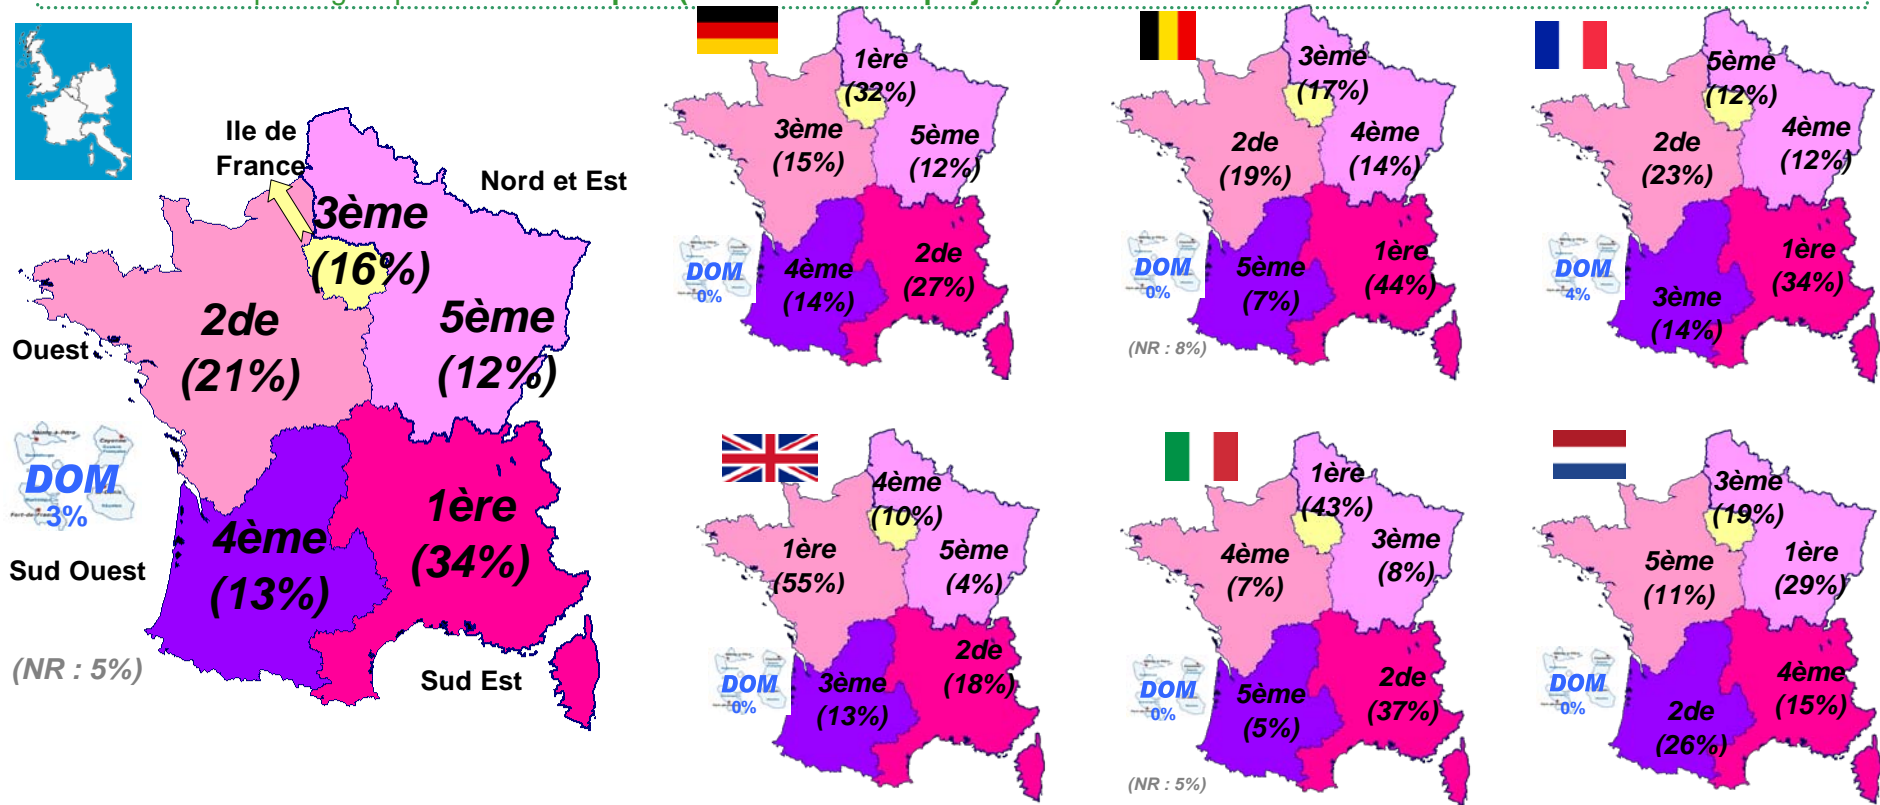 Ile de
France
Nord et Est
3ème
(16%)
2de
(21%)
5ème
(12%)
Ouest
DOM
3%
1ère
(34%)
4ème
(13%)
Sud Ouest
(NR : 5%)
Sud Est
1ère
(32%)
3ème
(15%)
5ème
(12%)
DOM
0%
4ème
(14%)
2de
(27%)
3ème
(17%)
2de
(19%)
4ème
(14%)
DOM
0%
5ème
(7%)
1ère
(44%)
(NR : 8%)
5ème
(12%)
2de
(23%)
4ème
(12%)
DOM
4%
3ème
(14%)
1ère
(34%)
4ème
(10%)
1ère
(55%)
5ème
(4%)
DOM
0%
3ème
(13%)
2de
(18%)
1ère
(43%)
4ème
(7%)
3ème
(8%)
DOM
0%
5ème
(5%)
2de
(37%)
(NR : 5%)
3ème
(19%)
5ème
(11%)
1ère
(29%)
DOM
0%
2de
(26%)
4ème
(15%)